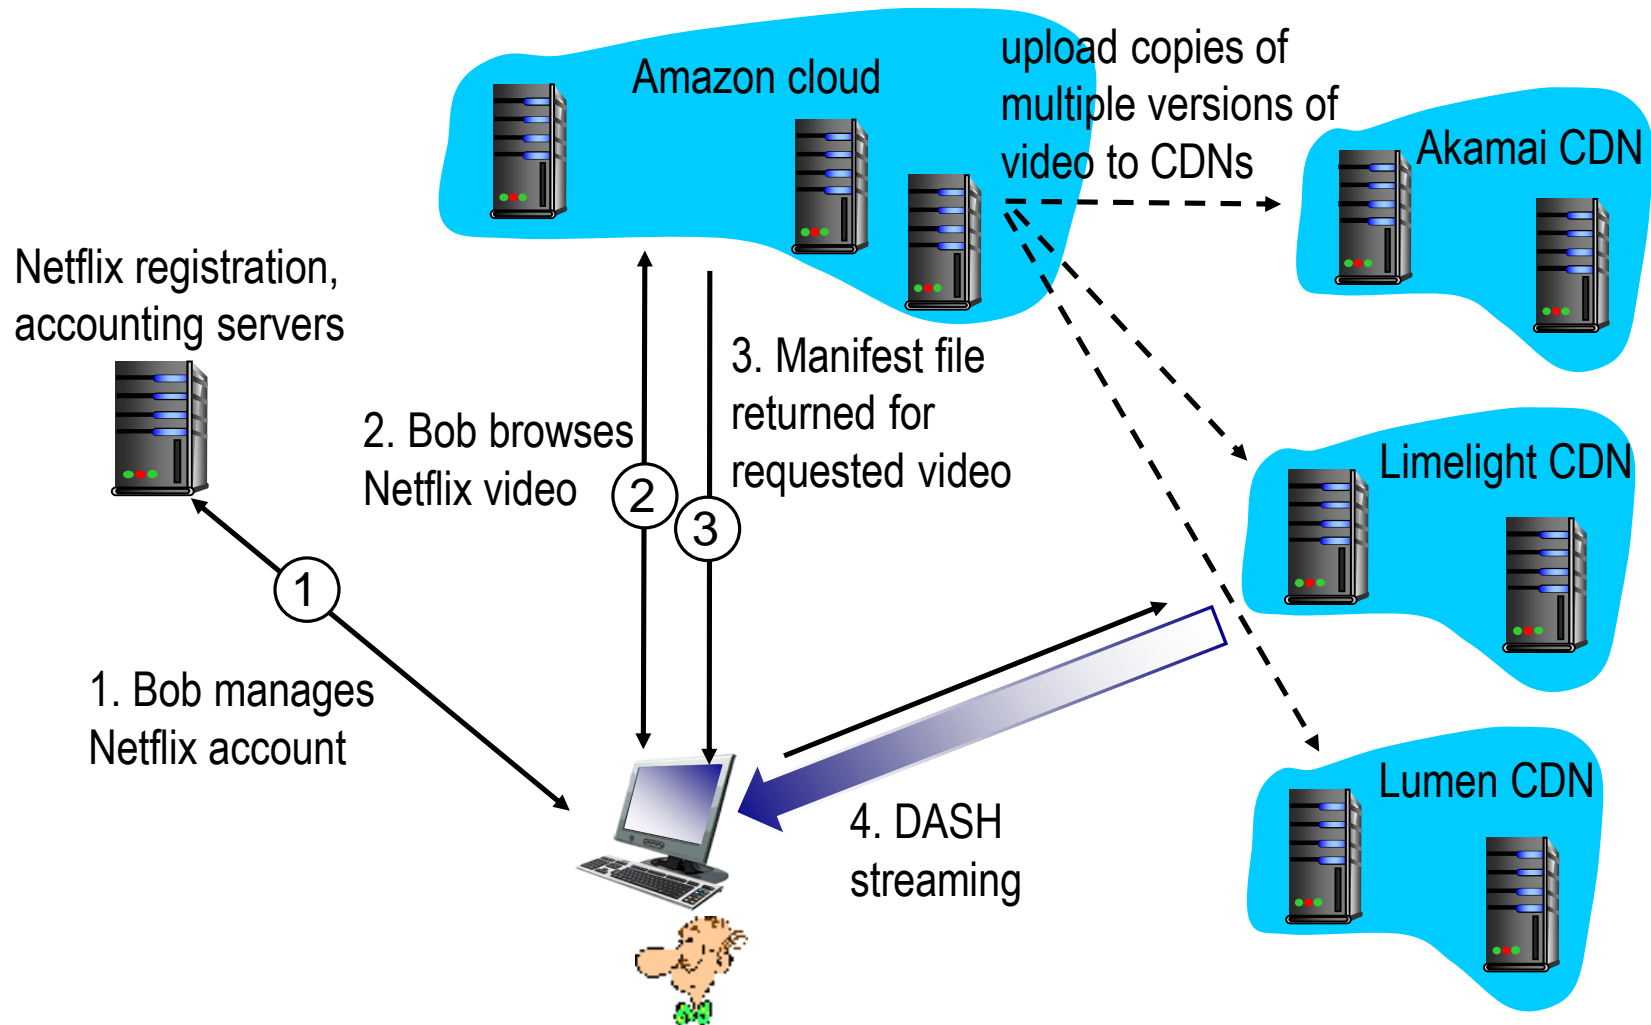 Amazon cloud
upload copies of
multiple versions of
video to CDNs
Akamai CDN
Netflix registration,
accounting servers
3. Manifest file
returned for
requested video
2. Bob browses
Netflix video
2
3
Limelight CDN
1
1. Bob manages
Netflix account
4. DASH
streaming
Lumen CDN